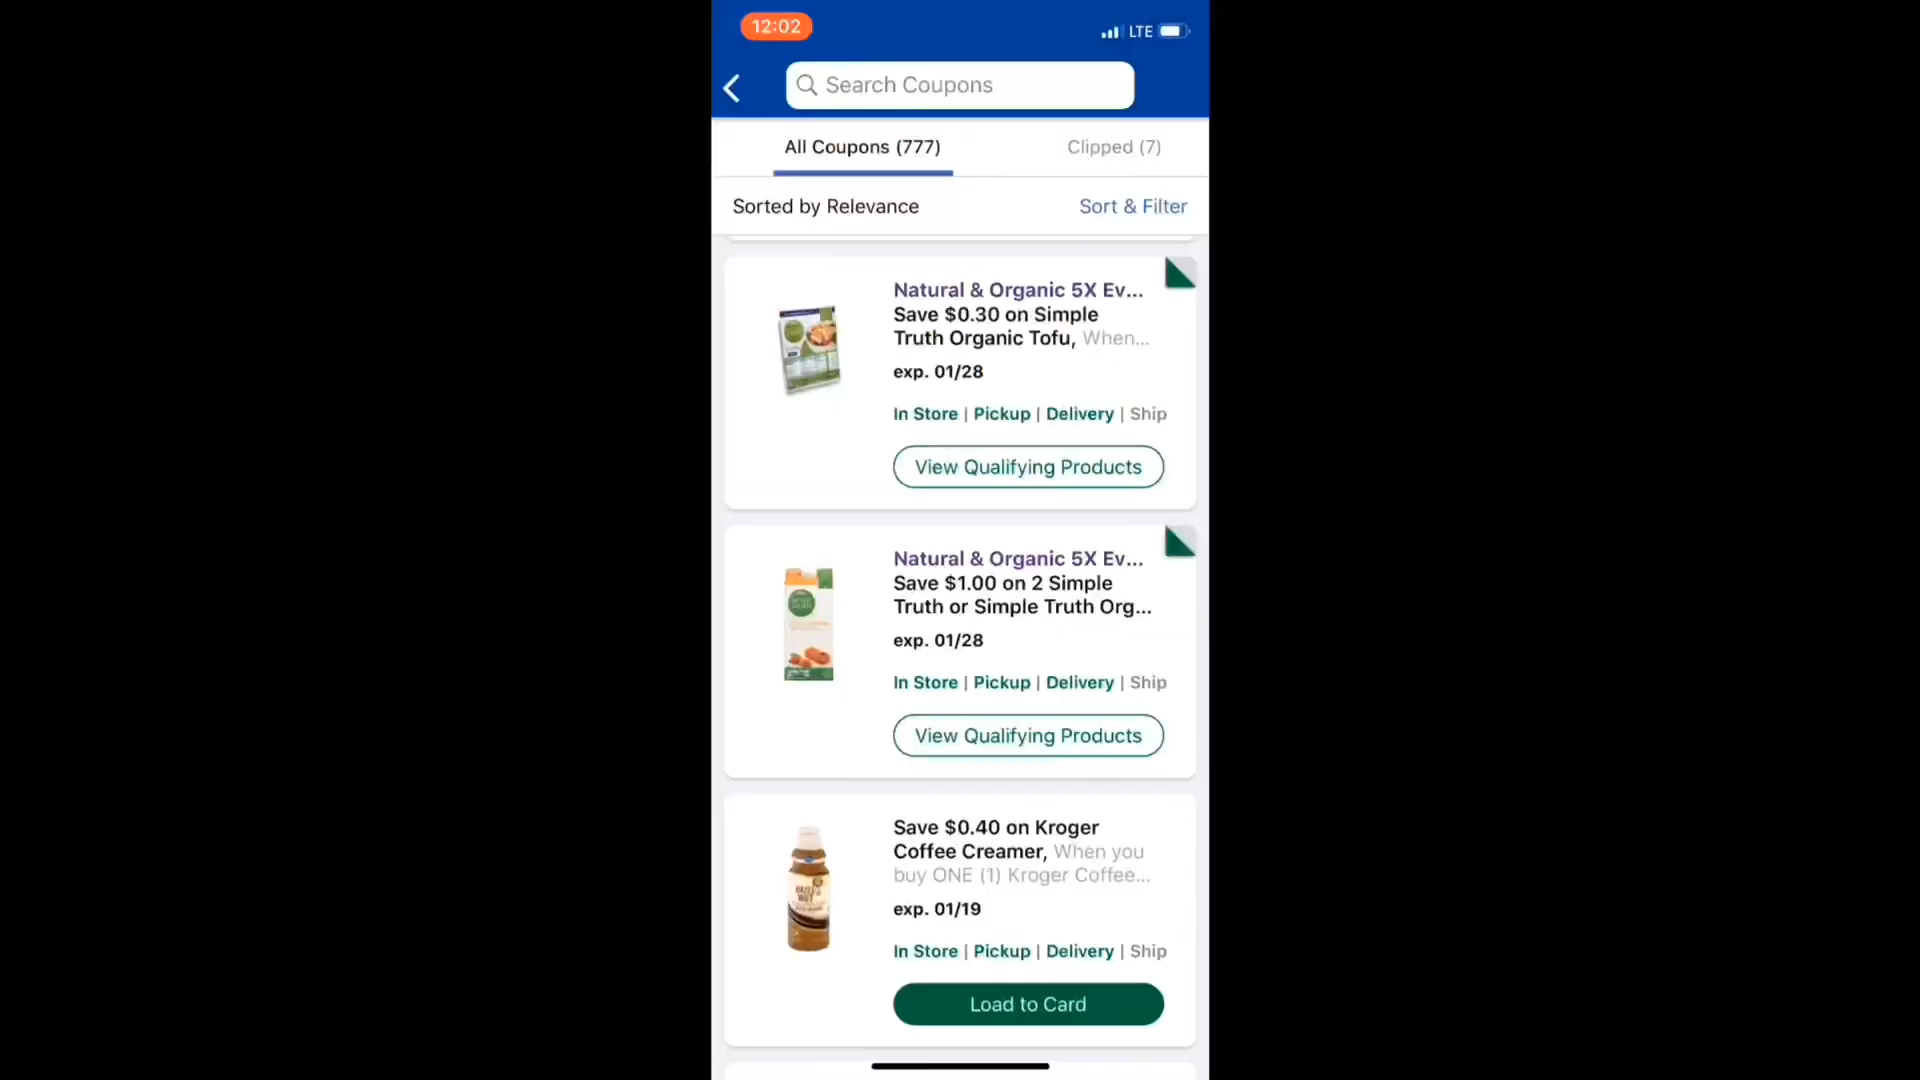 12:02
LTE
Search Coupons
All Coupons (777)
Clipped (7)
Sorted by Relevance
Sort & Filter
Natural & Organic 5X Ev...
Save $0.30 on Simple
Truth Organic Tofu, When...
exp. 01/28
In Store | Pickup | Delivery | Ship
View Qualifying Products
Natural & Organic 5X Ev...
Save $1.00 on 2 Simple
Truth or Simple Truth Org...
exp. 01/28
In Store | Pickup | Delivery | Ship
View Qualifying Products
HAZEL
NUT
Save $0.40 on Kroger
Coffee Creamer, When you
buy ONE (1) Kroger Coffee...
exp. 01/19
In Store | Pickup | Delivery | Ship
Load to Card